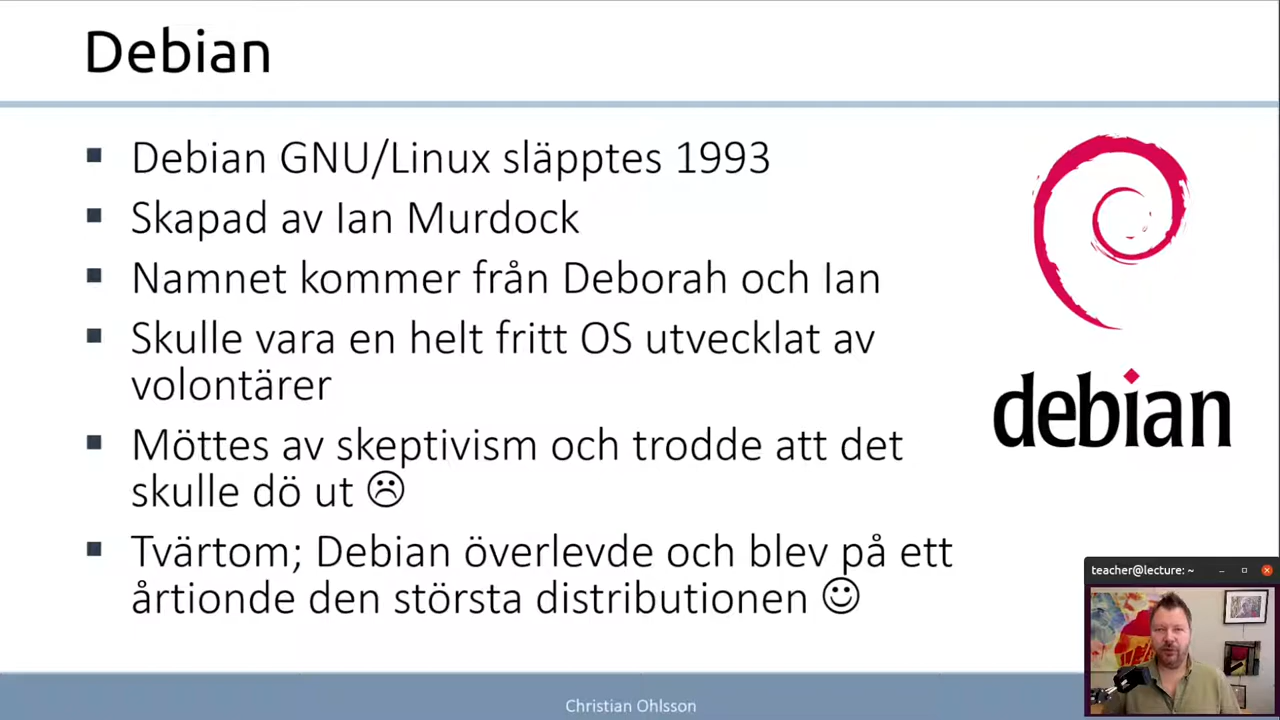 Debian
Debian GNU/Linux släpptes 1993
Skapad av Ian Murdock
Namnet kommer från Deborah och Ian
Skulle vara en helt fritt OS utvecklat av
volontärer
Möttes av skeptivism och trodde att det
skulle dö ut ☹
Tvärtom; Debian överlevde och blev på ett
årtionde den största distributionen ☺
debian
teacher@lecture: ~
Christian Ohlsson